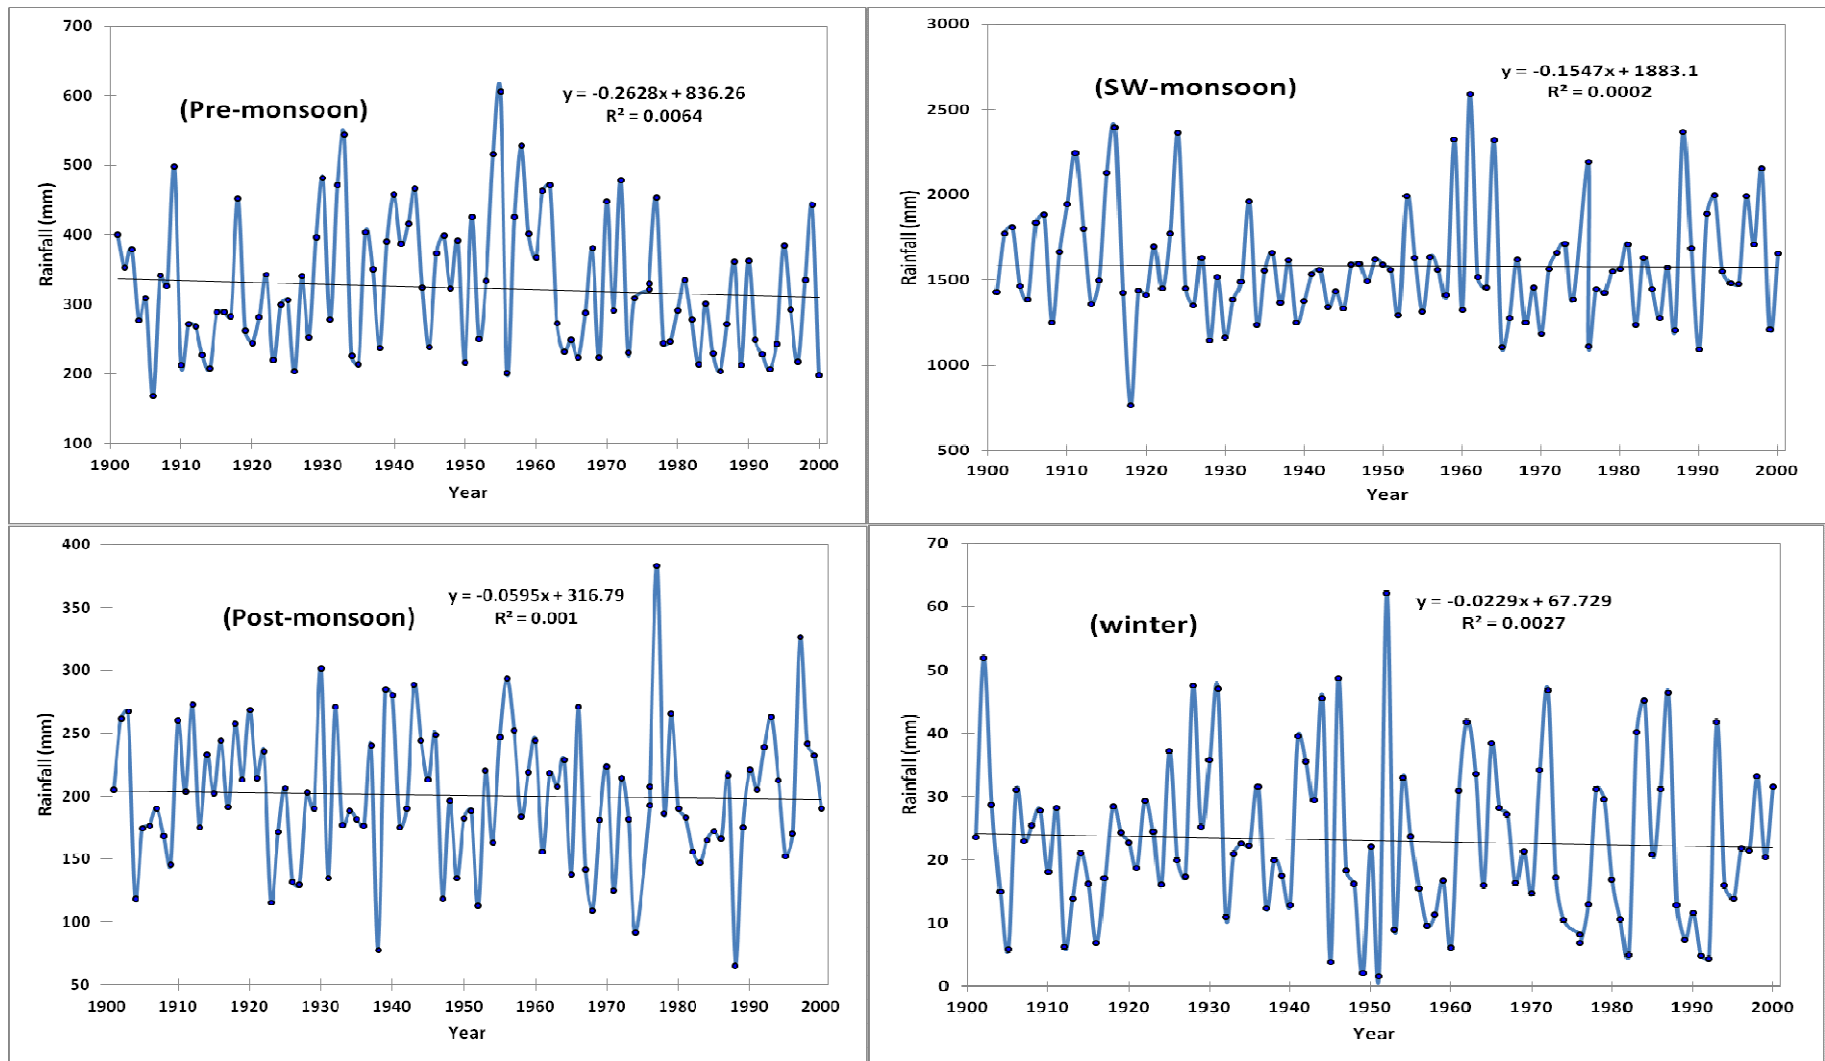 700
600
500
400
300
200
100
Rainfall (mm)
(Pre-monsoon)
y = -0.2628x + 836.26
R² = 0.0064
1900 1910 1920 1930 1940 1950 1960 1970 1980 1990 2000
Year
3000
2500
2000
1500
1000
500
Rainfall (mm)
(SW-monsoon)
y = -0.1547x + 1883.1
R² = 0.0002
1900 1910 1920 1930 1940 1950 1960 1970 1980 1990 2000
Year
400
350
300
250
200
150
100
50
Rainfall (mm)
(Post-monsoon)
y = -0.0595x + 316.79
R² = 0.001
1900 1910 1920 1930 1940 1950 1960 1970 1980 1990 2000
Year
70
60
50
40
30
20
10
0
Rainfall (mm)
(winter)
y = -0.0229x + 67.729
R² = 0.0027
1900 1910 1920 1930 1940 1950 1960 1970 1980 1990 2000
Year